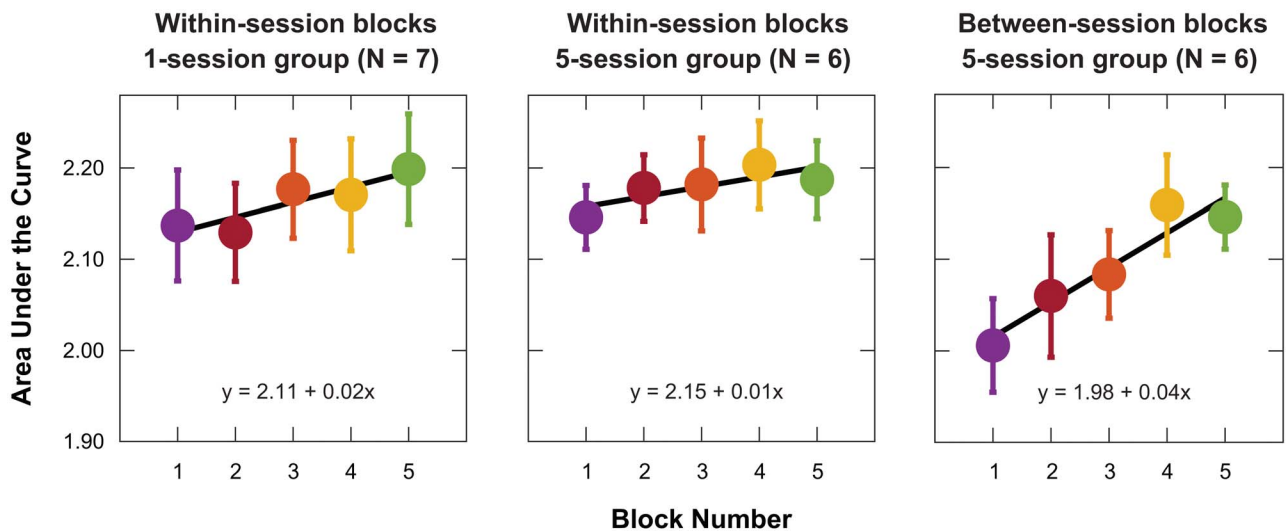 Within-session blocks
1-session group (N = 7)
Within-session blocks
5-session group (N = 6)
Between-session blocks
5-session group (N = 6)
Area Under the Curve
2.20
2.10
2.00
1.90
y = 2.11 + 0.02x
y = 2.15 + 0.01x
y = 1.98 + 0.04x
1 2 3 4 5
1 2 3 4 5
1 2 3 4 5
Block Number